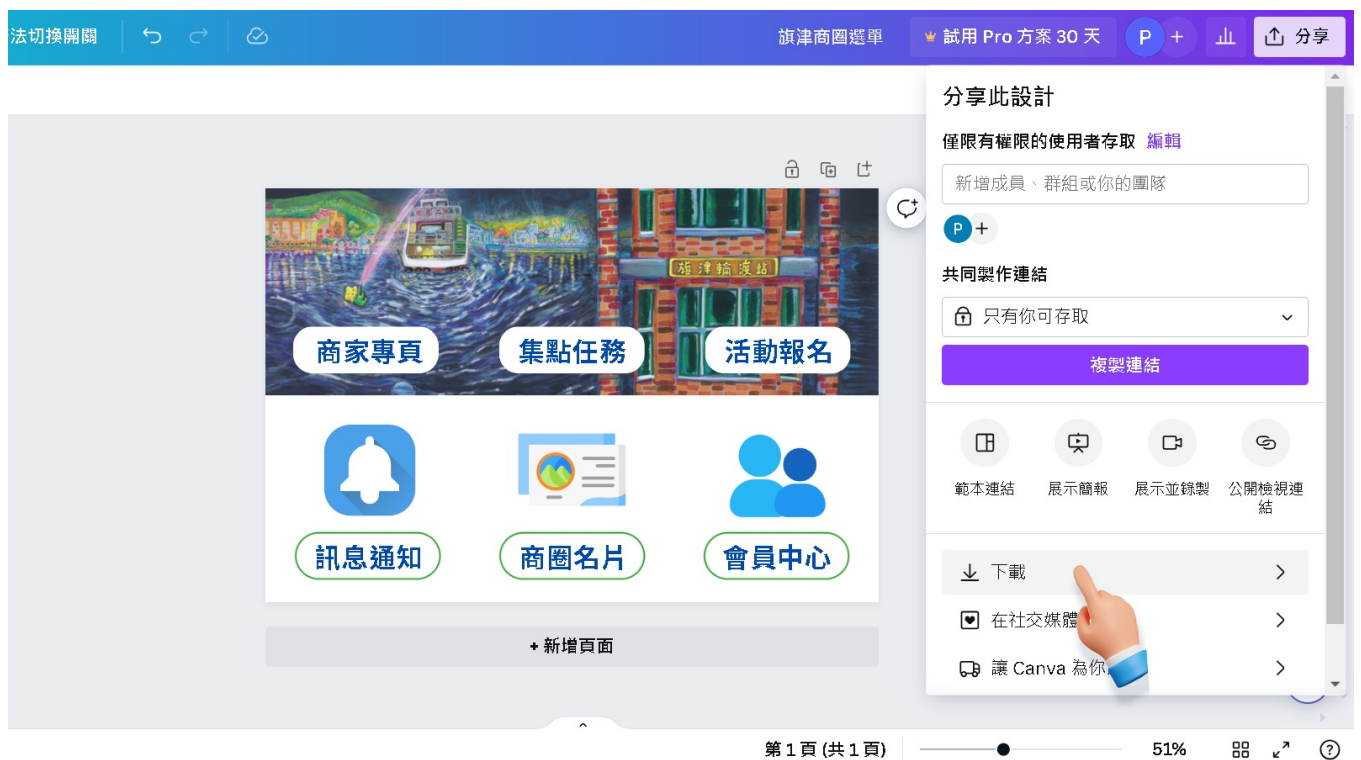 法切換開關
旗津商圈選單
試用 Pro 方案 30 天
P
+
分享
分享此設計
僅限有權限的使用者存取 編輯
新增成員、群組或你的團隊
P +
共同製作連結
只有你可存取
複製連結
範本連結
展示簡報
展示並錄製
公開檢視連
結
下載
在社交媒體
讓 Canva 為你
旗津輪渡站
商家專頁
集點任務
活動報名
訊息通知
商圈名片
會員中心
+ 新增頁面
第 1 頁 (共 1 頁)
51%